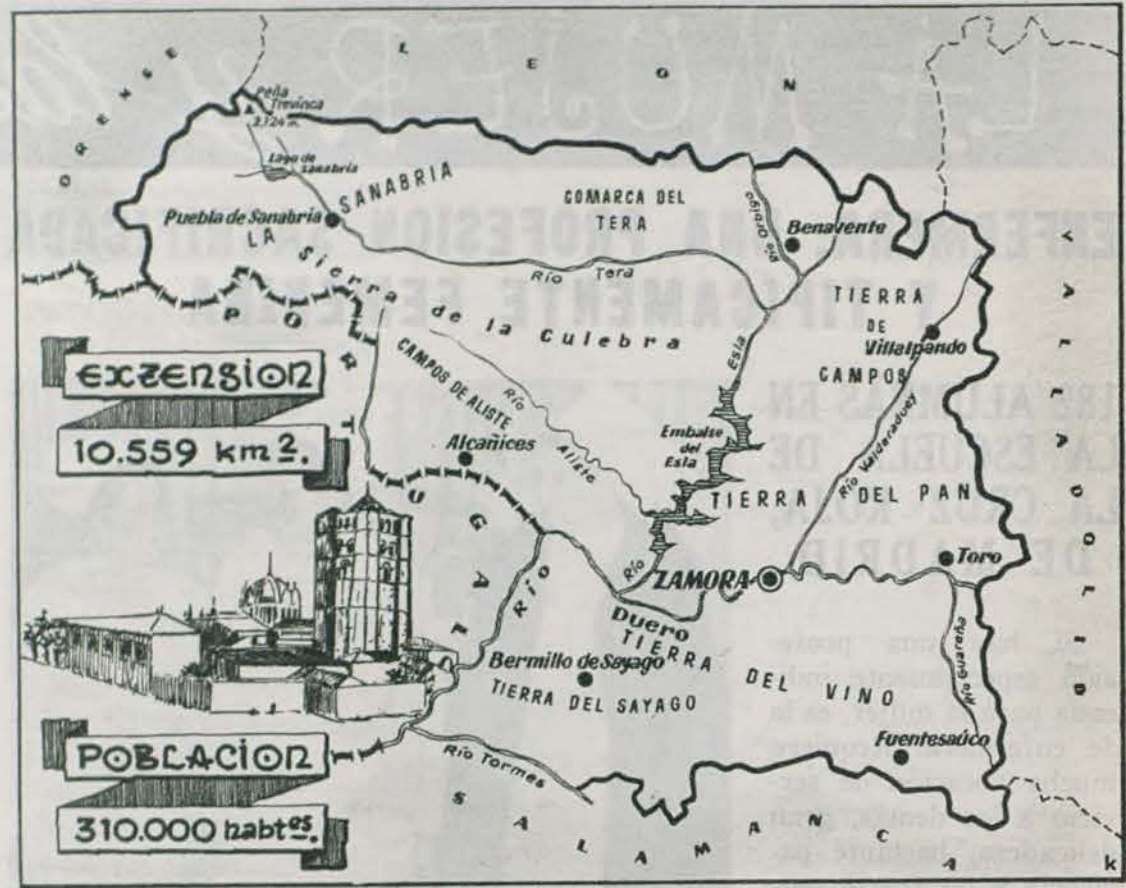 ORENSE
LEON
Peña
Trevinca
2.124 m.
Lago de
Sanabria
SANABRIA
Puebla de Sanabria
LA
COMARCA DEL
TERA
Río Orbigo
Benavente
Río Tera
VALLADOLID
TIERRA
DE
Villalpando
CAMPOS
Sierra de la Culebra
PORTUGAL
EXTENSION
10.559 km2.
CAMPOS DE ALISTE
Río Aliste
Alcañices
Esla
Embalse
del
Esla
Río Valderaduey
TIERRA DEL PAN
Toro
Río
ZAMORA
Río
Duero
TIERRA
TIERRA
Bermillo de Sayago
TIERRA DEL SAYAGO
DEL VINO
Río Guareña
Fuentesaúco
POBLACION
310.000 habtes.
Río Tormes
SALAMANCA
k